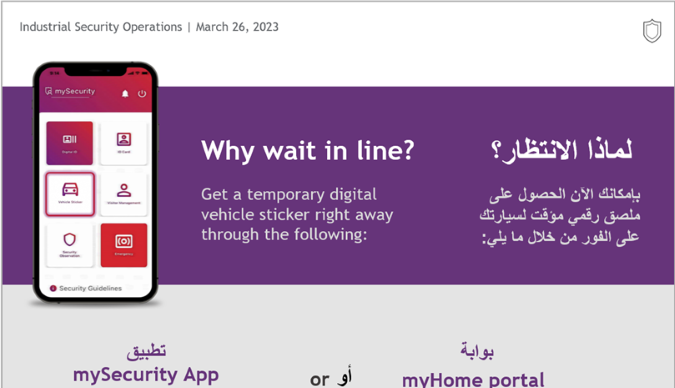 Industrial Security Operations | March 26, 2023
mySecurity
Digital ID
ID Card
Vehicle Sticker
Visitor Management
Security
Observation
Emergency
Security Guidelines
Why wait in line?
Get a temporary digital
vehicle sticker right away
through the following:
لماذا الانتظار؟
بإمكانك الآن الحصول على
ملصق رقمي مؤقت لسيارتك
على الفور من خلال ما يلي:
تطبيق
mySecurity App
or أو
بوابة
myHome portal